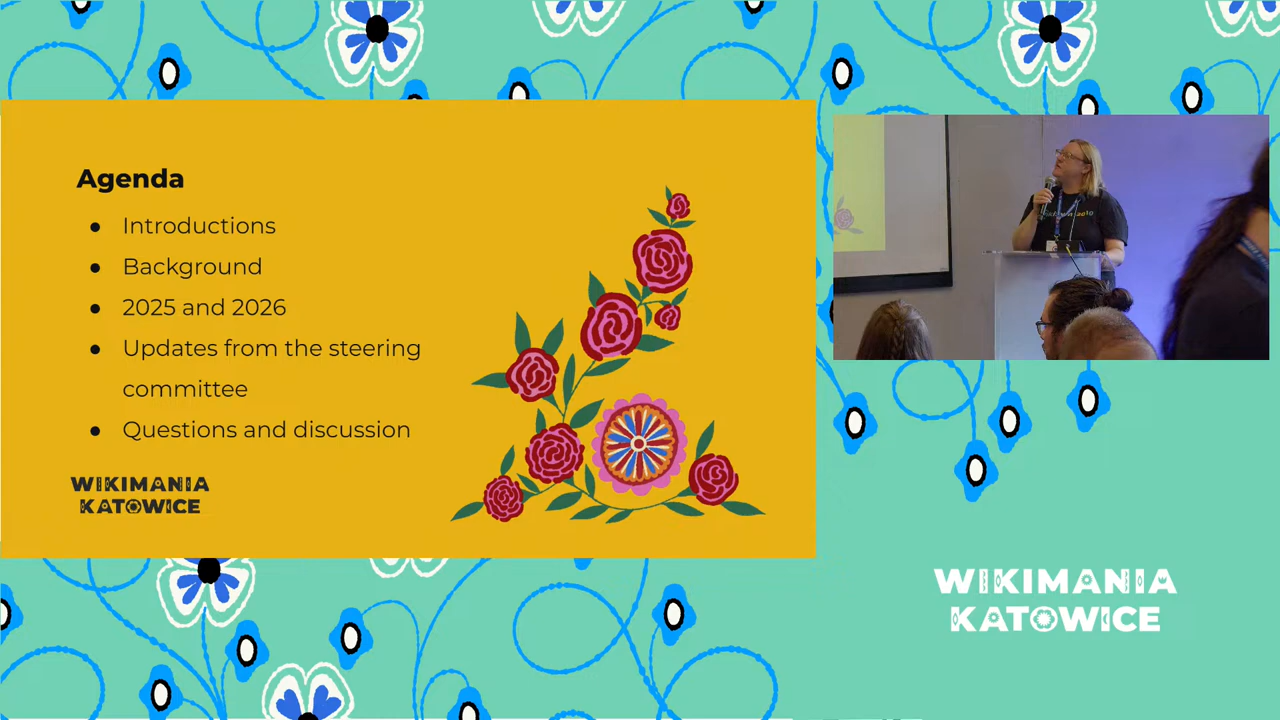 Agenda
● Introductions
● Background
● 2025 and 2026
● Updates from the steering
committee
● Questions and discussion
WIKIMANIA
KATOWICE
WIKIMANIA
KATOWICE